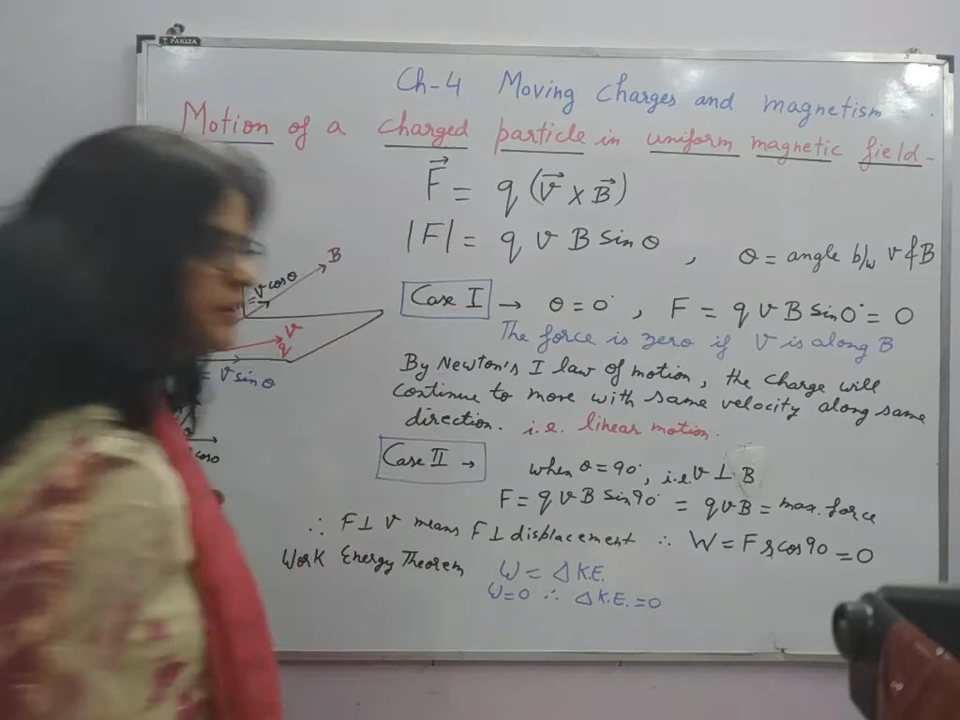 PAKIZA
Ch-4 Moving Charges and magnetism
Motion of a charged particle in uniform magnetic field-
F⃗ = q (v⃗ x B⃗)
|F| = q v B sin θ , θ = angle b/w v & B
B
= v cos θ
v
q
= v sin θ
Case I → θ = 0° , F = q v B sin 0° = 0
The force is zero if v is along B
By Newton's I law of motion, the charge will
continue to move with same velocity along same
direction. i.e. linear motion.
Case II → when θ = 90°, i.e. v ⊥ B
F = q v B sin 90° = q v B = max. force
∴ F ⊥ v means F ⊥ displacement ∴ W = F s cos 90 = 0
Work Energy Theorem W = Δ K.E.
W = 0 ∴ Δ K.E. = 0